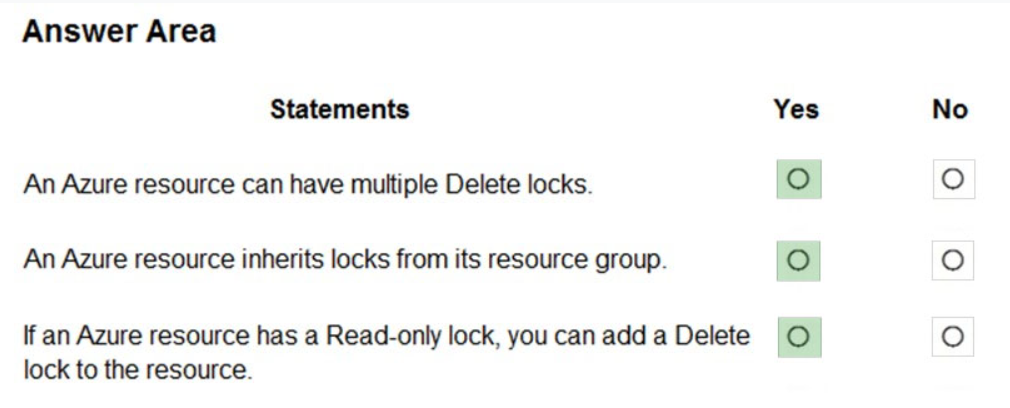 Answer Area
Statements Yes No
An Azure resource can have multiple Delete locks.
An Azure resource inherits locks from its resource group.
If an Azure resource has a Read-only lock, you can add a Delete
lock to the resource.